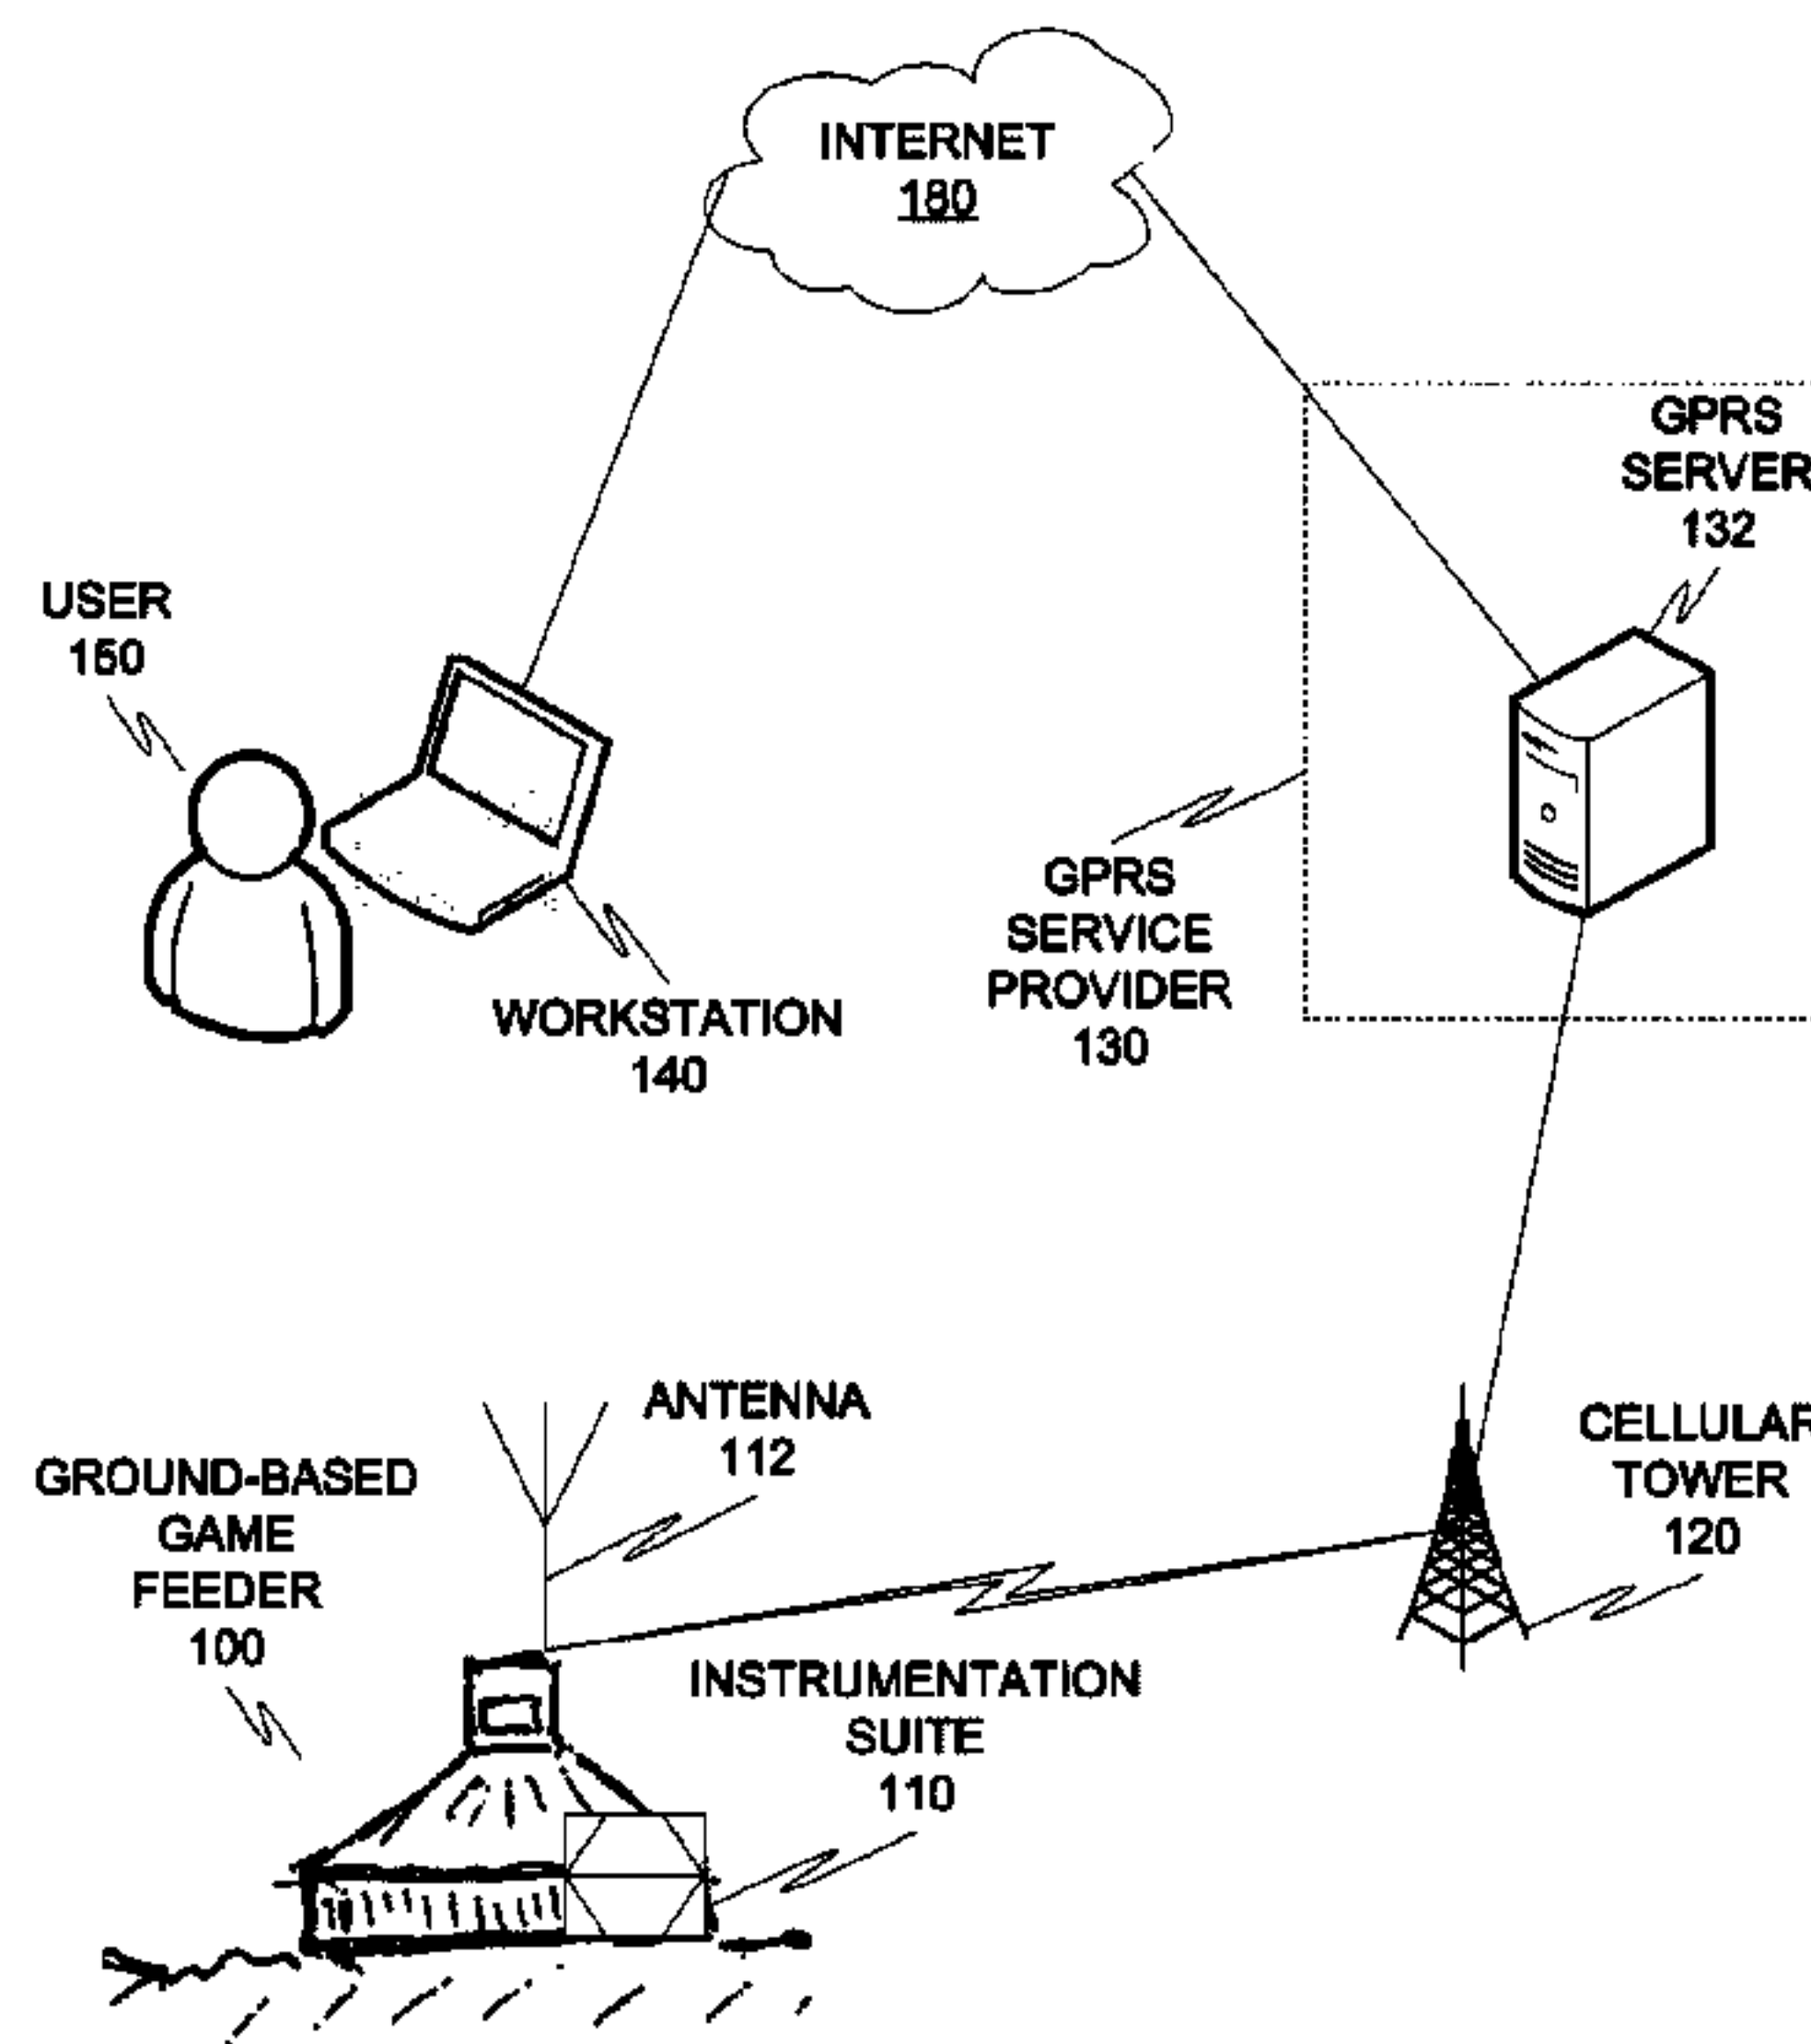 INTERNET
180
GPRS
SERVER
132
USER
150
GPRS
SERVICE
PROVIDER
130
WORKSTATION
140
ANTENNA
112
CELLULAR
TOWER
120
GROUND-BASED
GAME
FEEDER
100
INSTRUMENTATION
SUITE
110